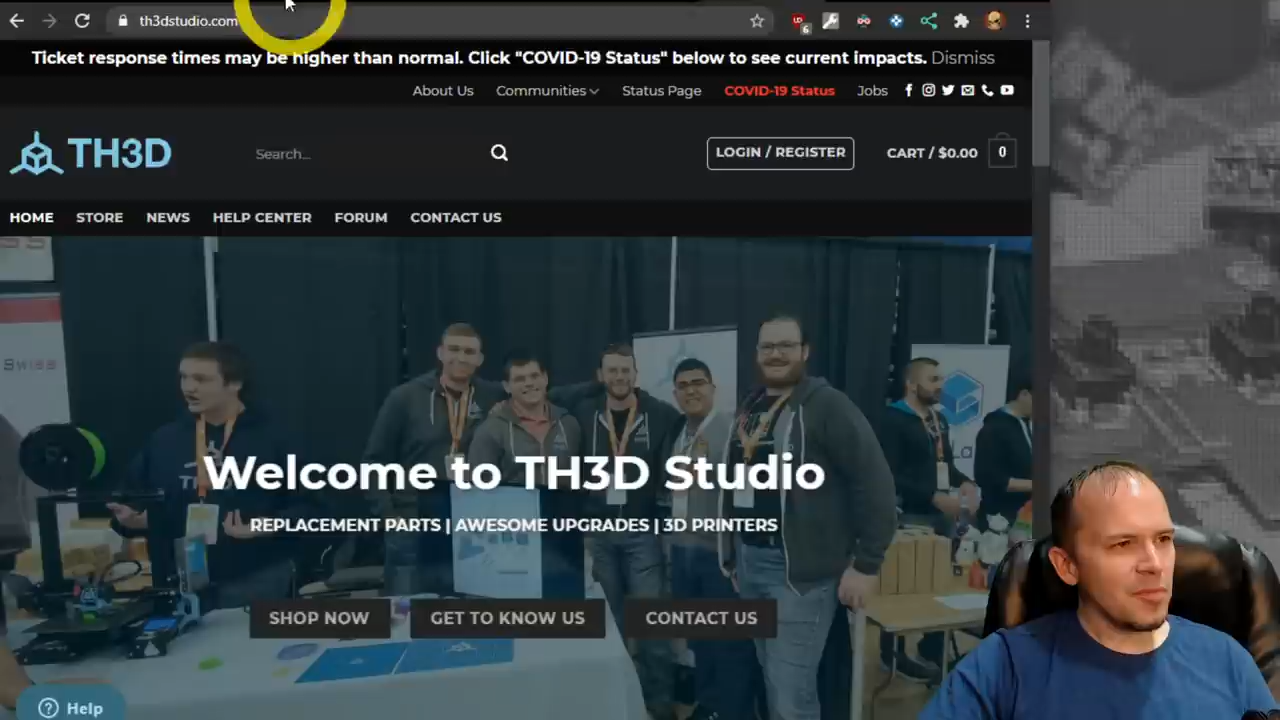 th3dstudio.com
6
Ticket response times may be higher than normal. Click "COVID-19 Status" below to see current impacts. Dismiss
About Us Communities Status Page COVID-19 Status Jobs
TH3D
Search...
LOGIN / REGISTER
CART / $0.00 0
HOME STORE NEWS HELP CENTER FORUM CONTACT US
Welcome to TH3D Studio
REPLACEMENT PARTS | AWESOME UPGRADES | 3D PRINTERS
SHOP NOW GET TO KNOW US CONTACT US
Help